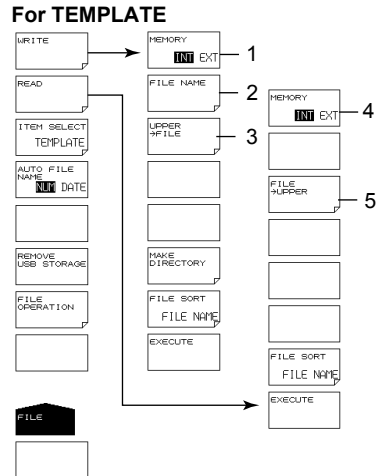 For TEMPLATE
WRITE
READ
ITEM SELECT
TEMPLATE
AUTO FILE
NAME
NUM DATE
REMOVE
USB STORAGE
FILE
OPERATION
FILE
MEMORY
INT EXT
1
FILE NAME
2
UPPER
→FILE
3
MAKE
DIRECTORY
FILE SORT
FILE NAME
EXECUTE
MEMORY
INT EXT
4
FILE
→UPPER
5
FILE SORT
FILE NAME
EXECUTE